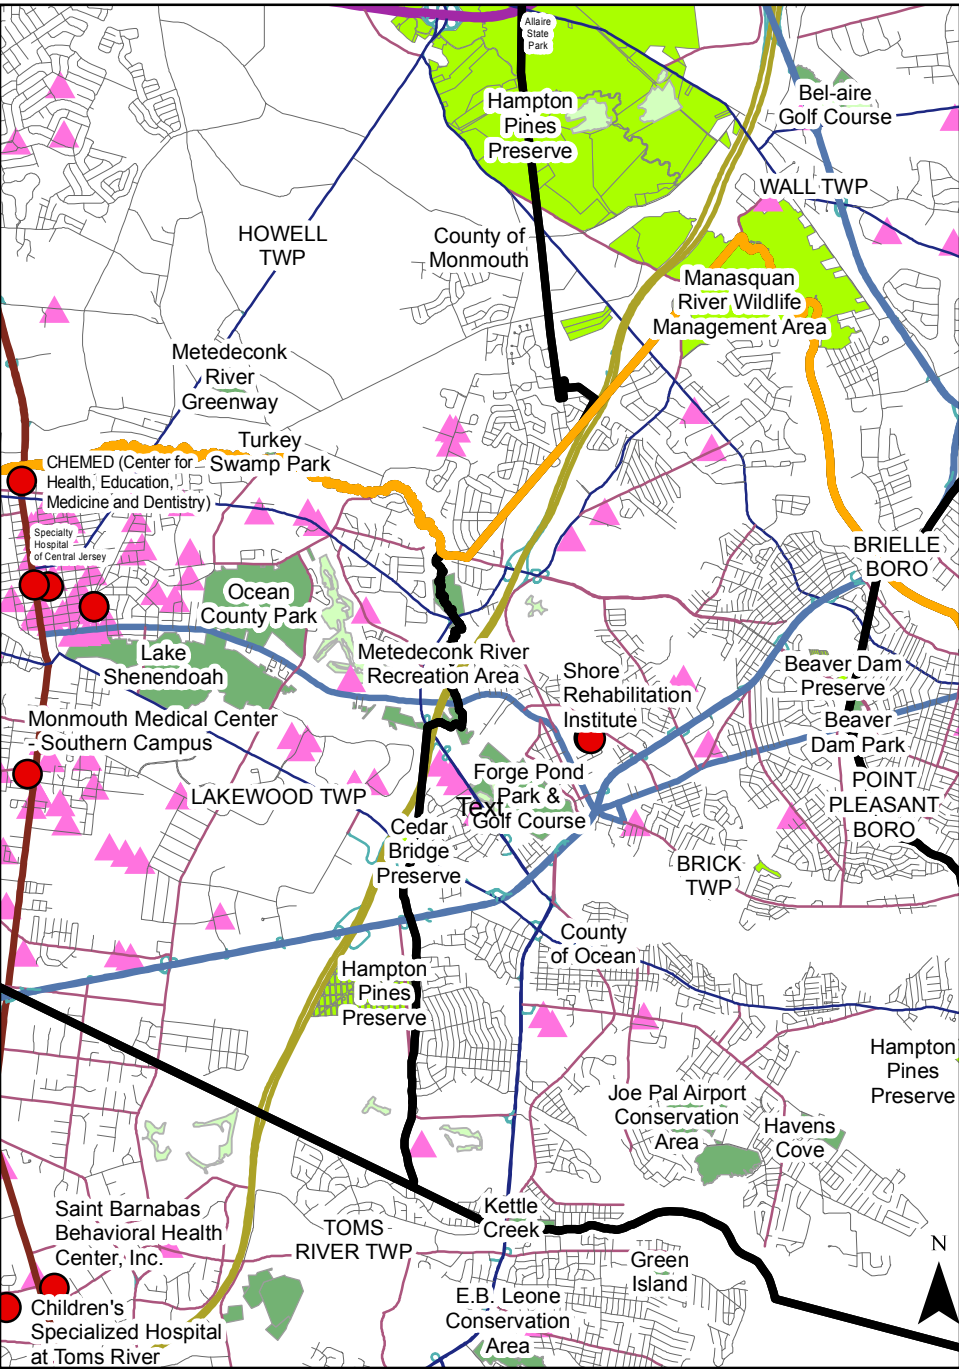 Allaire
State
Park
Hampton
Pines
Preserve
Bel-aire
Golf Course
WALL TWP
HOWELL
TWP
County of
Monmouth
Manasquan
River Wildlife
Management Area
Metedeconk
River
Greenway
Turkey
Swamp Park
CHEMED (Center for
Health, Education,
Medicine and Dentistry)
Specialty
Hospital
of Central Jersey
BRIELLE
BORO
Ocean
County Park
Lake
Shenendoah
Metedeconk River
Recreation Area
Shore
Rehabilitation
Institute
Beaver Dam
Preserve
Beaver
Dam Park
Monmouth Medical Center
- Southern Campus
LAKEWOOD TWP
Forge Pond
Park &
Golf Course
Text
POINT
PLEASANT
BORO
Cedar
Bridge
Preserve
BRICK
TWP
County
of Ocean
Hampton
Pines
Preserve
Hampton
Pines
Preserve
Joe Pal Airport
Conservation
Area
Havens
Cove
Saint Barnabas
Behavioral Health
Center, Inc.
TOMS
RIVER TWP
Kettle
Creek
Green
Island
N
E.B. Leone
Conservation
Area
Children's
Specialized Hospital
at Toms River